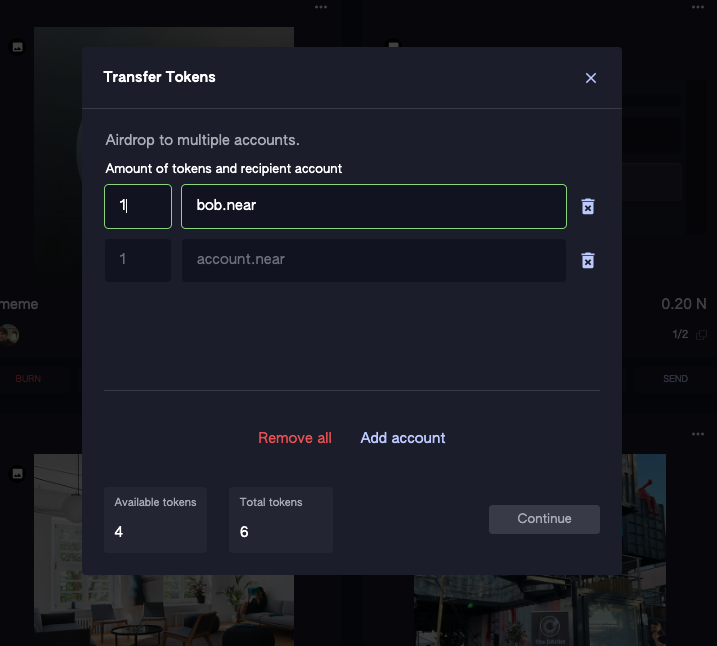 Transfer Tokens
Airdrop to multiple accounts.
Amount of tokens and recipient account
1 bob.near
1 account.near
meme 0.20 N
1/2
BURN SEND
Remove all Add account
Available tokens Total tokens
4 6
Continue